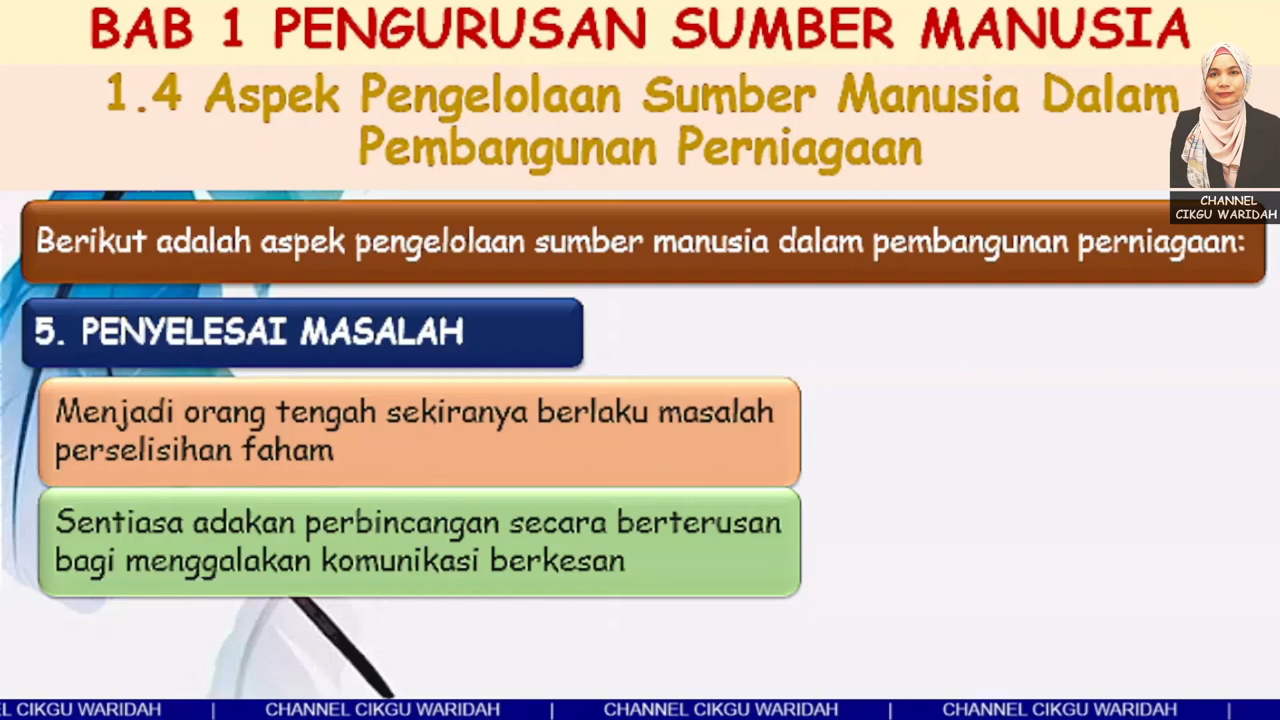 BAB 1 PENGURUSAN SUMBER MANUSIA
1.4 Aspek Pengelolaan Sumber Manusia Dalam
Pembangunan Perniagaan
CHANNEL
CIKGU WARIDAH
Berikut adalah aspek pengelolaan sumber manusia dalam pembangunan perniagaan:
5. PENYELESAI MASALAH
Menjadi orang tengah sekiranya berlaku masalah
perselisihan faham
Sentiasa adakan perbincangan secara berterusan
bagi menggalakan komunikasi berkesan
EL CIKGU WARIDAH | CHANNEL CIKGU WARIDAH | CHANNEL CIKGU WARIDAH | CHANNEL CIKGU WARIDAH |